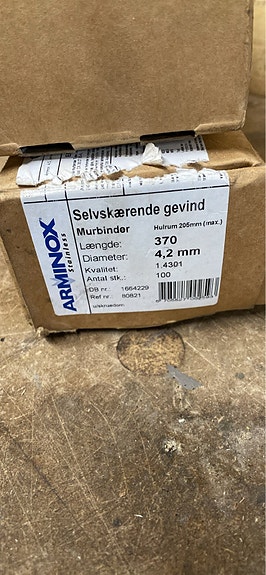 ARMINOX
Stainless
Selvskærende gevind
Murbinder Hulrum 205mm (max.)
Længde: 370
Diameter: 4,2 mm
Kvalitet: 1.4301
Antal stk.: 100
DB nr.: 1664229
Ref nr.: 80821